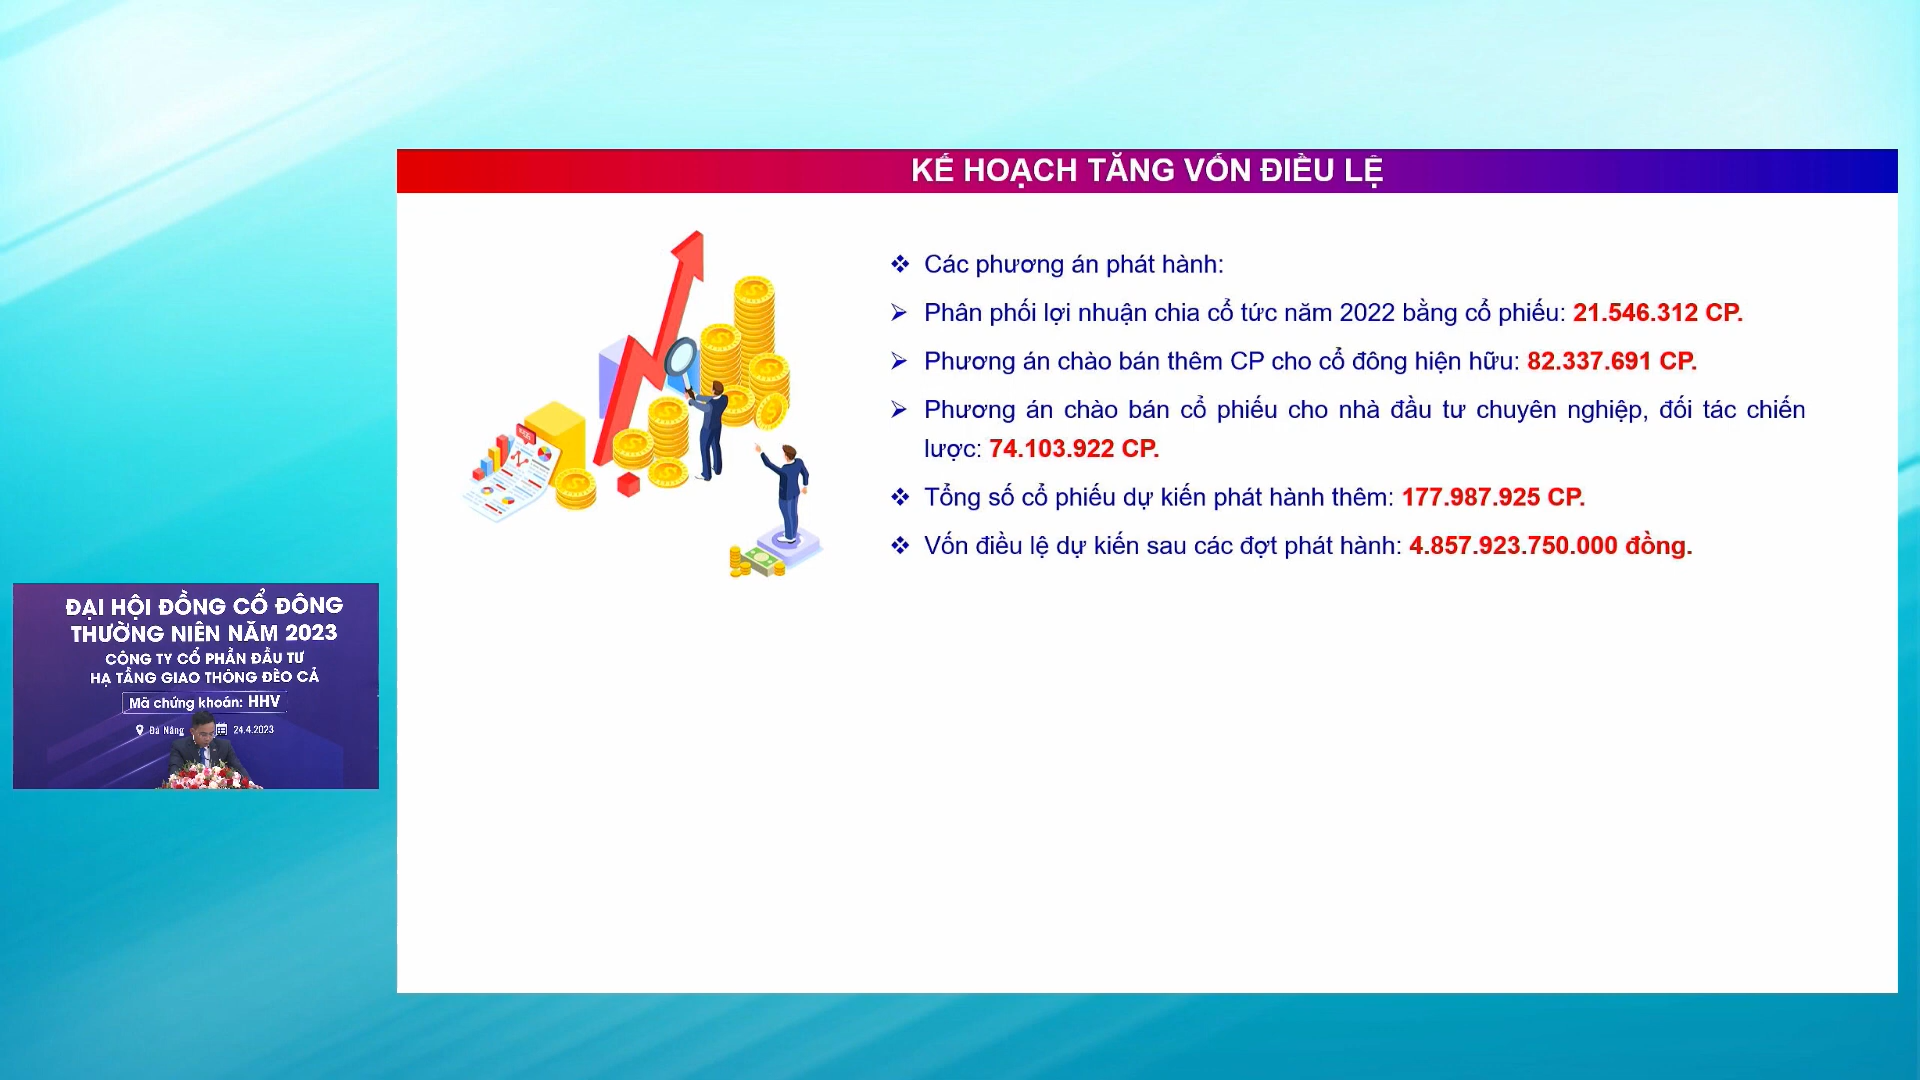 KẾ HOẠCH TĂNG VỐN ĐIỀU LỆ
❖ Các phương án phát hành:
➢ Phân phối lợi nhuận chia cổ tức năm 2022 bằng cổ phiếu: 21.546.312 CP.
➢ Phương án chào bán thêm CP cho cổ đông hiện hữu: 82.337.691 CP.
➢ Phương án chào bán cổ phiếu cho nhà đầu tư chuyên nghiệp, đối tác chiến
lược: 74.103.922 CP.
❖ Tổng số cổ phiếu dự kiến phát hành thêm: 177.987.925 CP.
❖ Vốn điều lệ dự kiến sau các đợt phát hành: 4.857.923.750.000 đồng.
ĐẠI HỘI ĐỒNG CỔ ĐÔNG
THƯỜNG NIÊN NĂM 2023
CÔNG TY CỔ PHẦN ĐẦU TƯ
HẠ TẦNG GIAO THÔNG ĐÈO CẢ
Mã chứng khoán: HHV
Đà Nẵng 24.4.2023